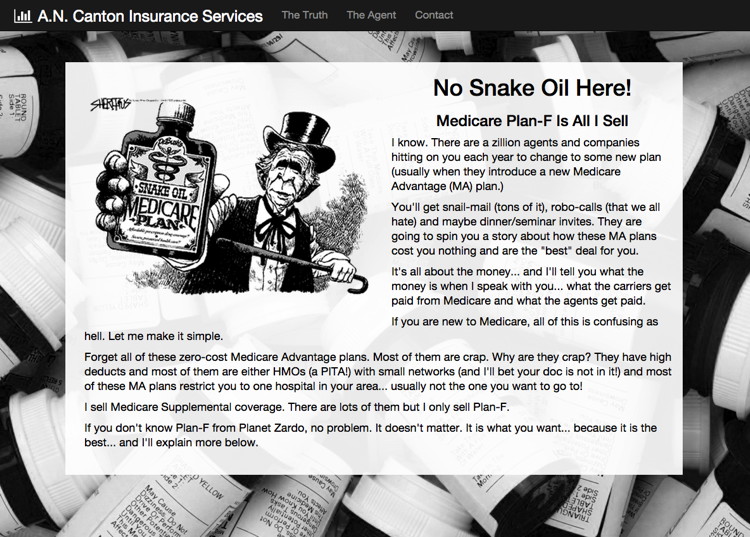 A.N. Canton Insurance Services The Truth The Agent Contact
No Snake Oil Here!
Medicare Plan-F Is All I Sell
SNAKE OIL
MEDICARE
PLAN
I know. There are a zillion agents and companies
hitting on you each year to change to some new plan
(usually when they introduce a new Medicare
Advantage (MA) plan.)
You'll get snail-mail (tons of it), robo-calls (that we all
hate) and maybe dinner/seminar invites. They are
going to spin you a story about how these MA plans
cost you nothing and are the "best" deal for you.
It's all about the money... and I'll tell you what the
money is when I speak with you... what the carriers get
paid from Medicare and what the agents get paid.
If you are new to Medicare, all of this is confusing as
hell. Let me make it simple.
Forget all of these zero-cost Medicare Advantage plans. Most of them are crap. Why are they crap? They have high
deducts and most of them are either HMOs (a PITA!) with small networks (and I'll bet your doc is not in it!) and most
of these MA plans restrict you to one hospital in your area... usually not the one you want to go to!
I sell Medicare Supplemental coverage. There are lots of them but I only sell Plan-F.
If you don't know Plan-F from Planet Zardo, no problem. It doesn't matter. It is what you want... because it is the
best... and I'll explain more below.